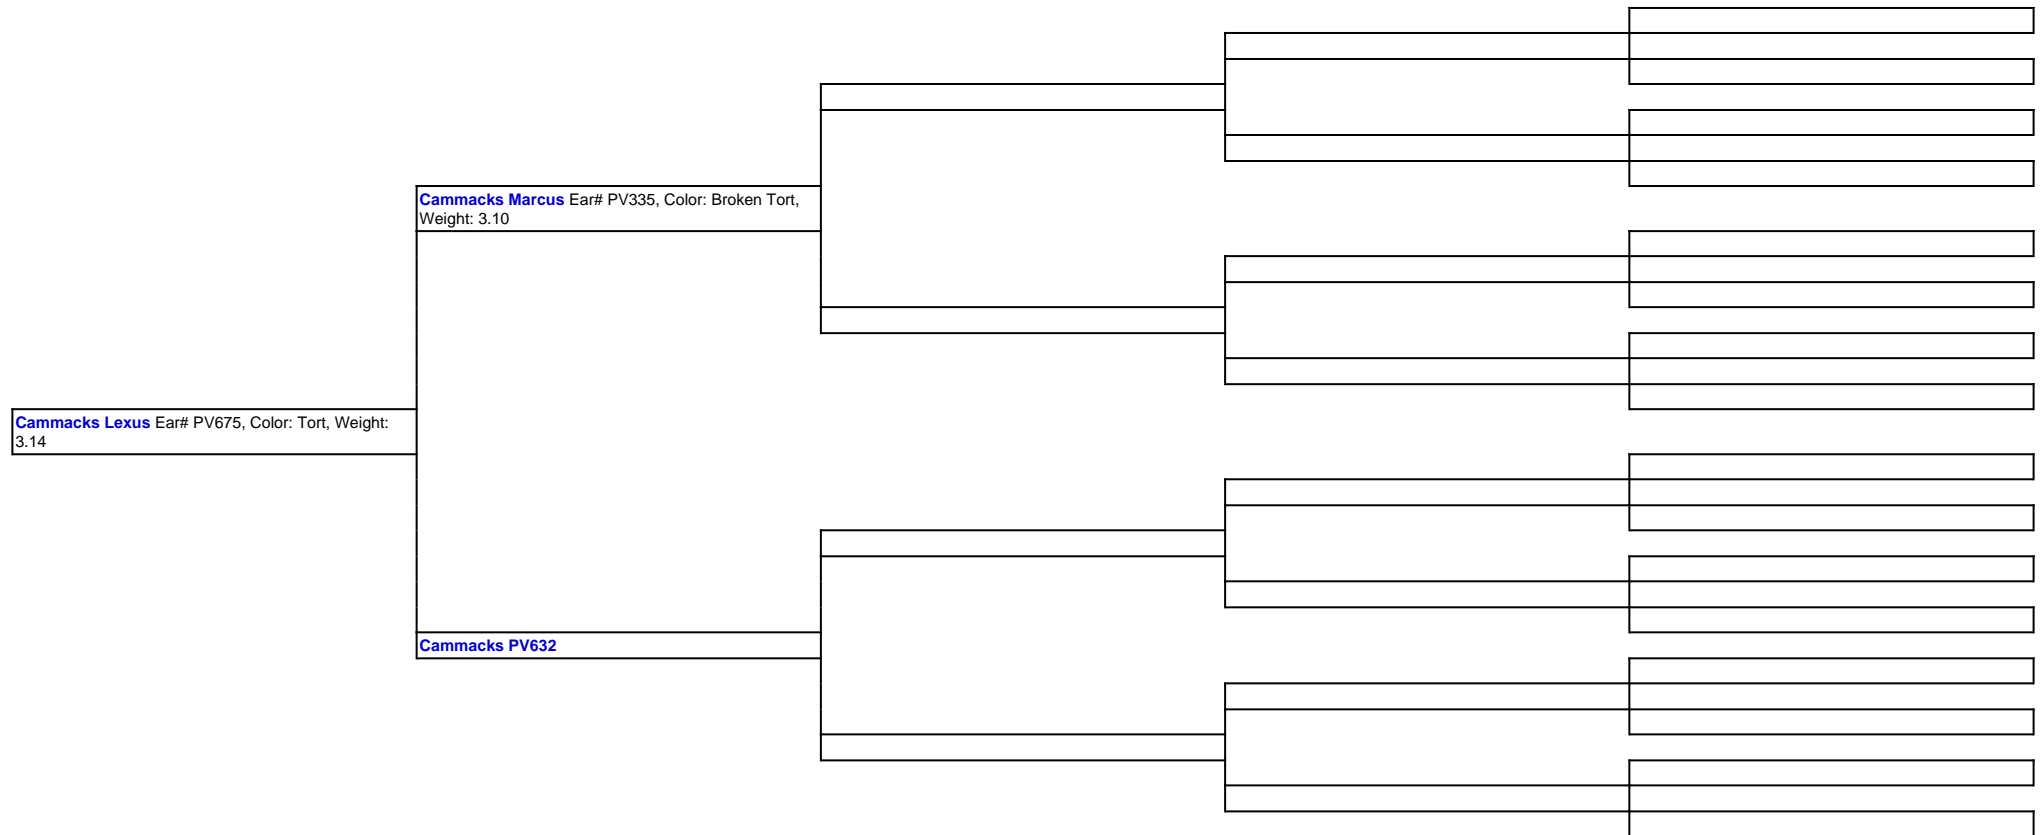 Cammacks Marcus Ear# PV335, Color: Broken Tort,
Weight: 3.10
Cammacks Lexus Ear# PV675, Color: Tort, Weight:
3.14
Cammacks PV632